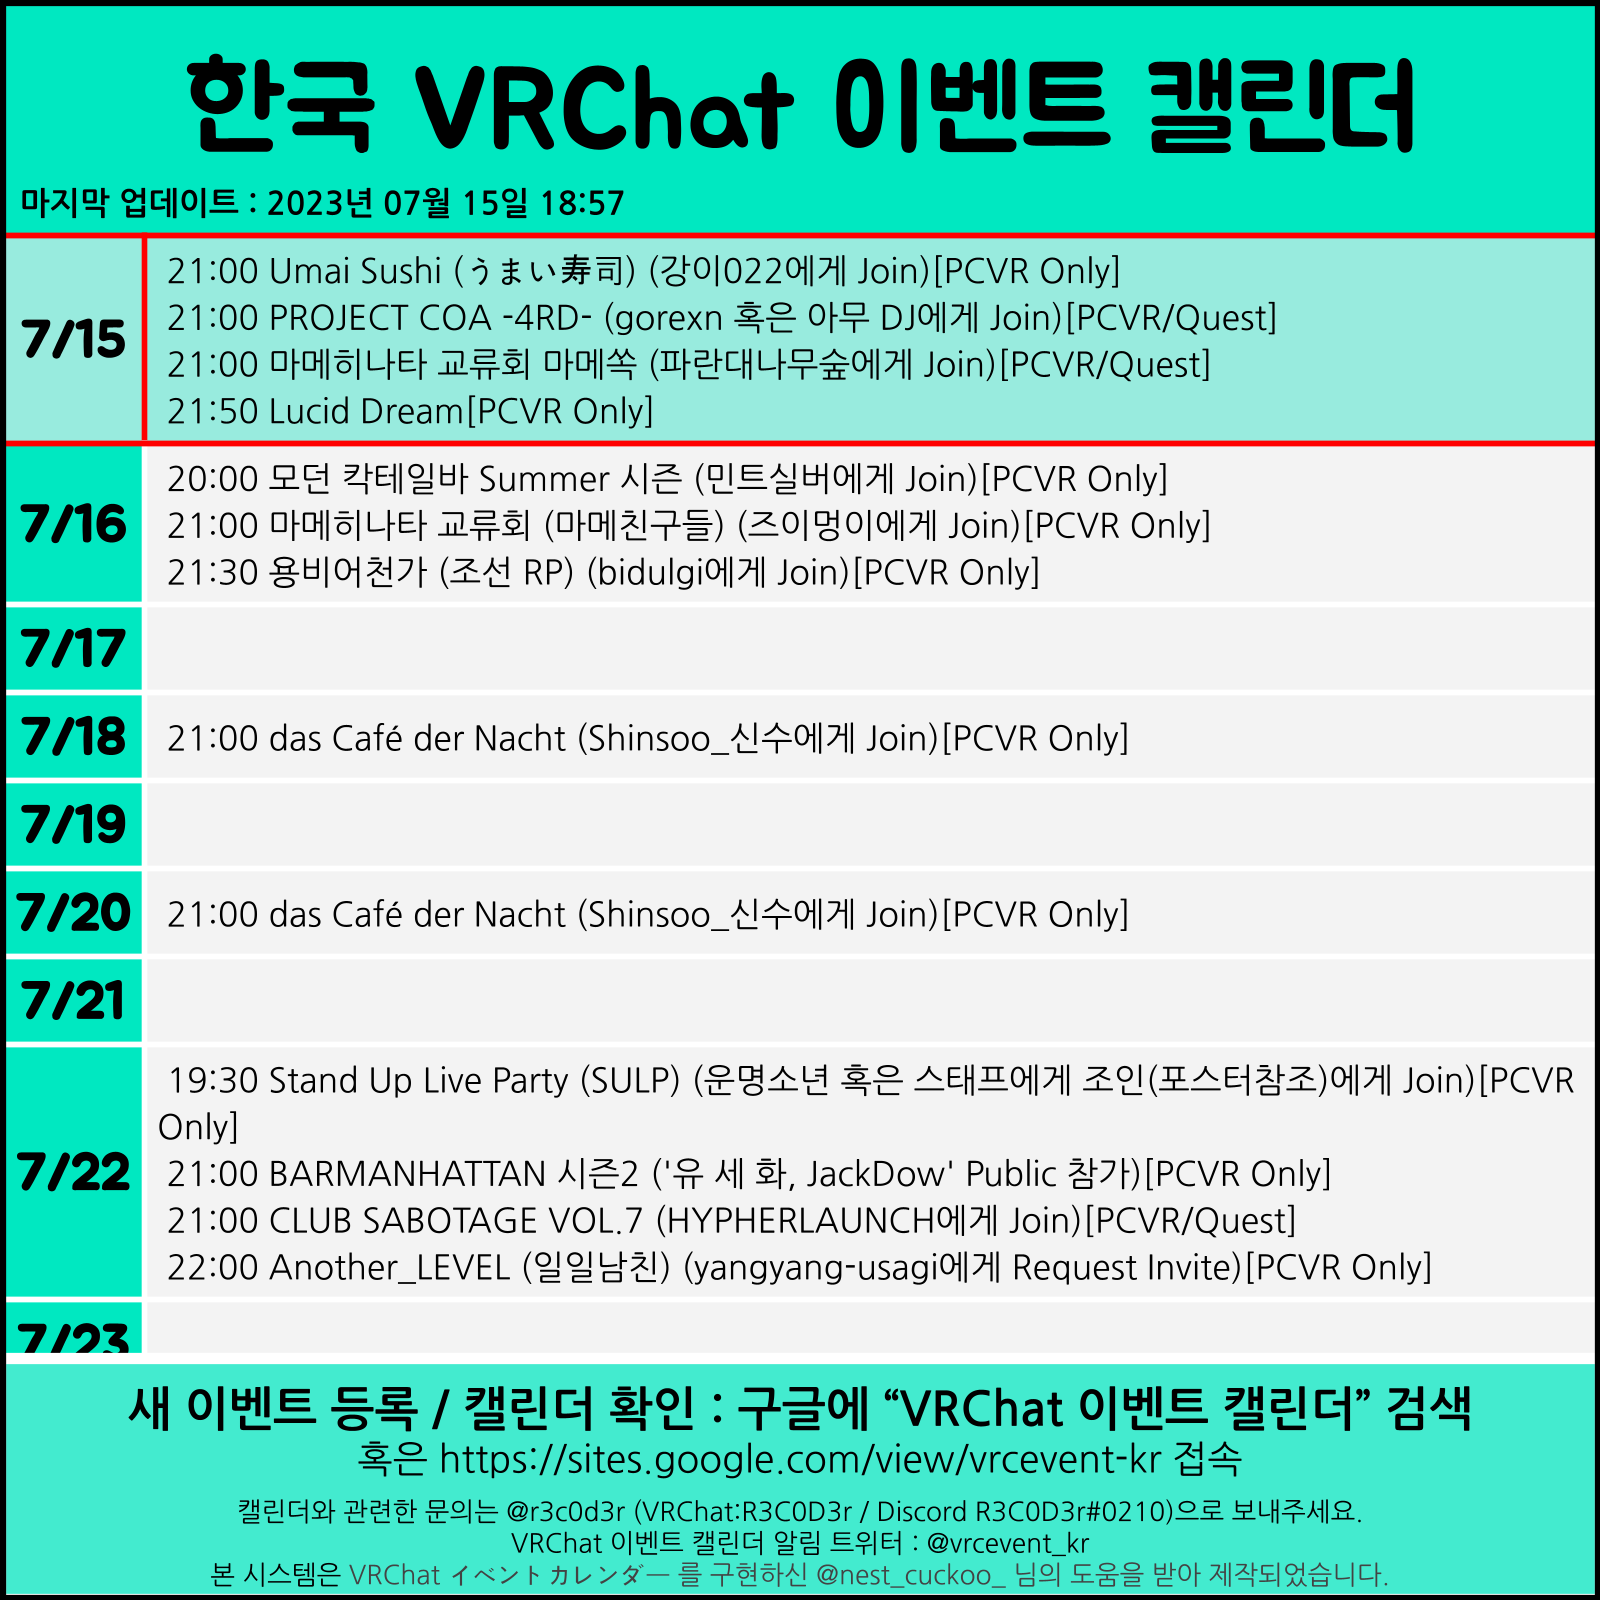 한국 VRChat 이벤트 캘린더
마지막 업데이트 : 2023년 07월 15일 18:57
7/15
21:00 Umai Sushi (うまい寿司) (강이022에게 Join)[PCVR Only]
21:00 PROJECT COA -4RD- (gorexn 혹은 아무 DJ에게 Join)[PCVR/Quest]
21:00 마메히나타 교류회 마메쏙 (파란대나무숲에게 Join)[PCVR/Quest]
21:50 Lucid Dream[PCVR Only]
7/16
20:00 모던 칵테일바 Summer 시즌 (민트실버에게 Join)[PCVR Only]
21:00 마메히나타 교류회 (마메친구들) (즈이멍이에게 Join)[PCVR Only]
21:30 용비어천가 (조선 RP) (bidulgi에게 Join)[PCVR Only]
7/17
7/18
21:00 das Café der Nacht (Shinsoo_신수에게 Join)[PCVR Only]
7/19
7/20
21:00 das Café der Nacht (Shinsoo_신수에게 Join)[PCVR Only]
7/21
7/22
19:30 Stand Up Live Party (SULP) (운명소년 혹은 스태프에게 조인(포스터참조)에게 Join)[PCVR
Only]
21:00 BARMANHATTAN 시즌2 ('유 세 화, JackDow' Public 참가)[PCVR Only]
21:00 CLUB SABOTAGE VOL.7 (HYPHERLAUNCH에게 Join)[PCVR/Quest]
22:00 Another_LEVEL (일일남친) (yangyang-usagi에게 Request Invite)[PCVR Only]
7/23
새 이벤트 등록 / 캘린더 확인 : 구글에 “VRChat 이벤트 캘린더” 검색
혹은 https://sites.google.com/view/vrcevent-kr 접속
캘린더와 관련한 문의는 @r3c0d3r (VRChat:R3C0D3r / Discord R3C0D3r#0210)으로 보내주세요.
VRChat 이벤트 캘린더 알림 트위터 : @vrcevent_kr
본 시스템은 VRChat イベントカレンダー 를 구현하신 @nest_cuckoo_ 님의 도움을 받아 제작되었습니다.